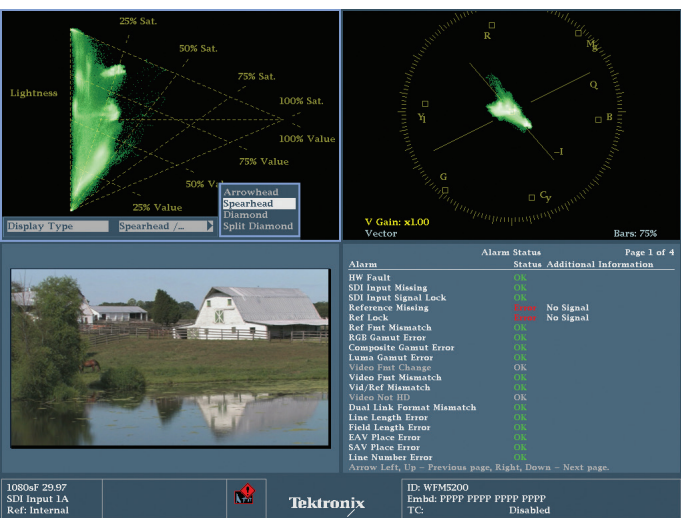 25% Sat.
50% Sat.
75% Sat.
100% Sat.
Lightness
100% Value
75% Value
50% Va
25% Value
Arrowhead
Spearhead
Diamond
Split Diamond
Display Type
Spearhead /...
R
Mg
Q
B
Yl
-I
G
Cy
V Gain: x1.00
Vector
Bars: 75%
Alarm Status Page 1 of 4
Alarm Status Additional Information
HW Fault OK
SDI Input Missing OK
SDI Input Signal Lock OK
Reference Missing No Signal
Ref Lock No Signal
Ref Fmt Mismatch OK
RGB Gamut Error OK
Composite Gamut Error OK
Luma Gamut Error OK
Video Fmt Change OK
Video Fmt Mismatch OK
Vid/Ref Mismatch OK
Video Not HD OK
Dual Link Format Mismatch OK
Line Length Error OK
Field Length Error OK
EAV Place Error OK
SAV Place Error OK
Line Number Error OK
Arrow Left, Up - Previous page, Right, Down - Next page.
1080sF 29.97
SDI Input 1A
Ref: Internal
Tektronix
ID: WFM5200
Embd: PPPP PPPP PPPP PPPP
TC: Disabled